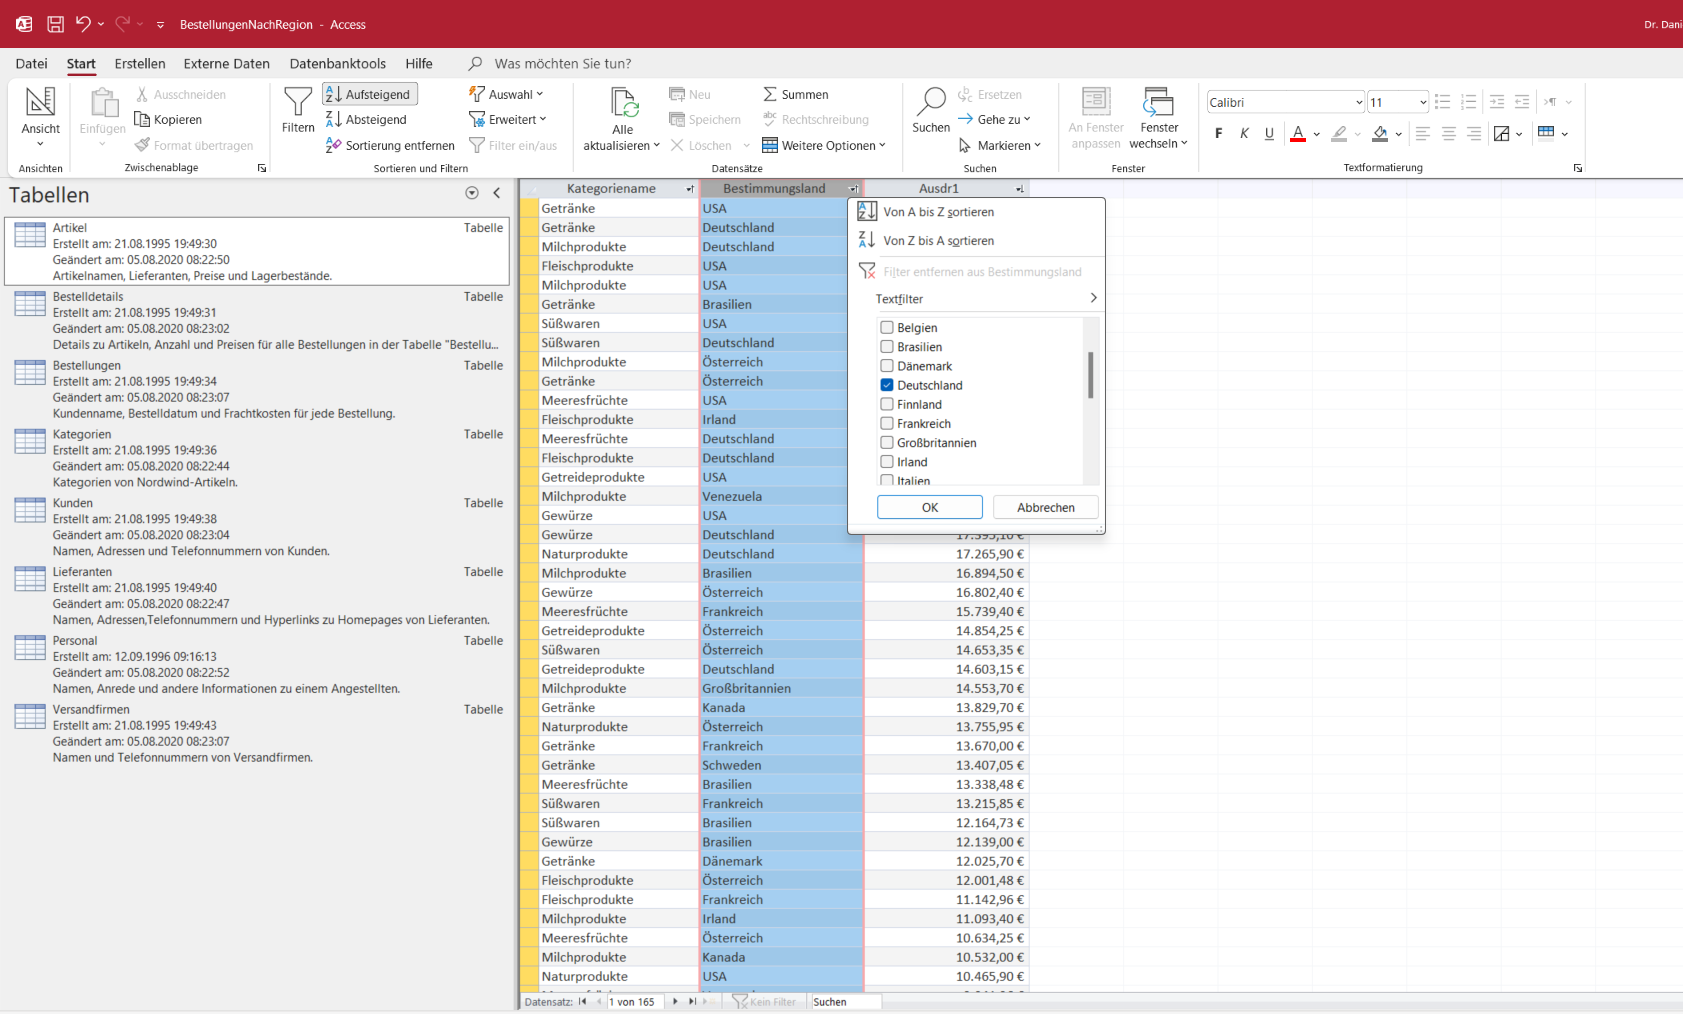 BestellungenNachRegion - Access
Dr. Dani
Datei Start Erstellen Externe Daten Datenbanktools Hilfe Was möchten Sie tun?
Ansicht
Ansichten
Einfügen
Ausschneiden
Kopieren
Format übertragen
Zwischenablage
Filtern
Aufsteigend
Absteigend
Sortierung entfernen
Auswahl
Erweitert
Filter ein/aus
Sortieren und Filtern
Alle
aktualisieren
Neu
Speichern
Löschen
Summen
Rechtschreibung
Weitere Optionen
Datensätze
Suchen
Ersetzen
Gehe zu
Markieren
Suchen
An Fenster
anpassen
Fenster
wechseln
Fenster
Calibri 11
F K U A
Textformatierung
Tabellen
Artikel Tabelle
Erstellt am: 21.08.1995 19:49:30
Geändert am: 05.08.2020 08:22:50
Artikelnamen, Lieferanten, Preise und Lagerbestände.
Bestelldetails Tabelle
Erstellt am: 21.08.1995 19:49:31
Geändert am: 05.08.2020 08:23:02
Details zu Artikeln, Anzahl und Preisen für alle Bestellungen in der Tabelle "Bestellu...
Bestellungen Tabelle
Erstellt am: 21.08.1995 19:49:34
Geändert am: 05.08.2020 08:23:07
Kundenname, Bestelldatum und Frachtkosten für jede Bestellung.
Kategorien Tabelle
Erstellt am: 21.08.1995 19:49:36
Geändert am: 05.08.2020 08:22:44
Kategorien von Nordwind-Artikeln.
Kunden Tabelle
Erstellt am: 21.08.1995 19:49:38
Geändert am: 05.08.2020 08:23:04
Namen, Adressen und Telefonnummern von Kunden.
Lieferanten Tabelle
Erstellt am: 21.08.1995 19:49:40
Geändert am: 05.08.2020 08:22:47
Namen, Adressen,Telefonnummern und Hyperlinks zu Homepages von Lieferanten.
Personal Tabelle
Erstellt am: 12.09.1996 09:16:13
Geändert am: 05.08.2020 08:22:52
Namen, Anrede und andere Informationen zu einem Angestellten.
Versandfirmen Tabelle
Erstellt am: 21.08.1995 19:49:43
Geändert am: 05.08.2020 08:23:07
Namen und Telefonnummern von Versandfirmen.
Kategoriename Bestimmungsland Ausdr1
Getränke USA
Getränke Deutschland
Milchprodukte Deutschland
Fleischprodukte USA
Milchprodukte USA
Getränke Brasilien
Süßwaren USA
Süßwaren Deutschland
Milchprodukte Österreich
Getränke Österreich
Meeresfrüchte USA
Fleischprodukte Irland
Meeresfrüchte Deutschland
Fleischprodukte Deutschland
Getreideprodukte USA
Milchprodukte Venezuela
Gewürze USA
Gewürze Deutschland
Naturprodukte Deutschland 17.265,90 €
Milchprodukte Brasilien 16.894,50 €
Gewürze Österreich 16.802,40 €
Meeresfrüchte Frankreich 15.739,40 €
Getreideprodukte Österreich 14.854,25 €
Süßwaren Österreich 14.653,35 €
Getreideprodukte Deutschland 14.603,15 €
Milchprodukte Großbritannien 14.553,70 €
Getränke Kanada 13.829,70 €
Naturprodukte Österreich 13.755,95 €
Getränke Frankreich 13.670,00 €
Getränke Schweden 13.407,05 €
Meeresfrüchte Brasilien 13.338,48 €
Süßwaren Frankreich 13.215,85 €
Süßwaren Brasilien 12.164,73 €
Gewürze Brasilien 12.139,00 €
Getränke Dänemark 12.025,70 €
Fleischprodukte Österreich 12.001,48 €
Fleischprodukte Frankreich 11.142,96 €
Milchprodukte Irland 11.093,40 €
Meeresfrüchte Österreich 10.634,25 €
Milchprodukte Kanada 10.532,00 €
Naturprodukte USA 10.465,90 €
Von A bis Z sortieren
Von Z bis A sortieren
Filter entfernen aus Bestimmungsland
Textfilter
Belgien
Brasilien
Dänemark
Deutschland
Finnland
Frankreich
Großbritannien
Irland
Italien
OK Abbrechen
Datensatz: 1 von 165 Kein Filter Suchen